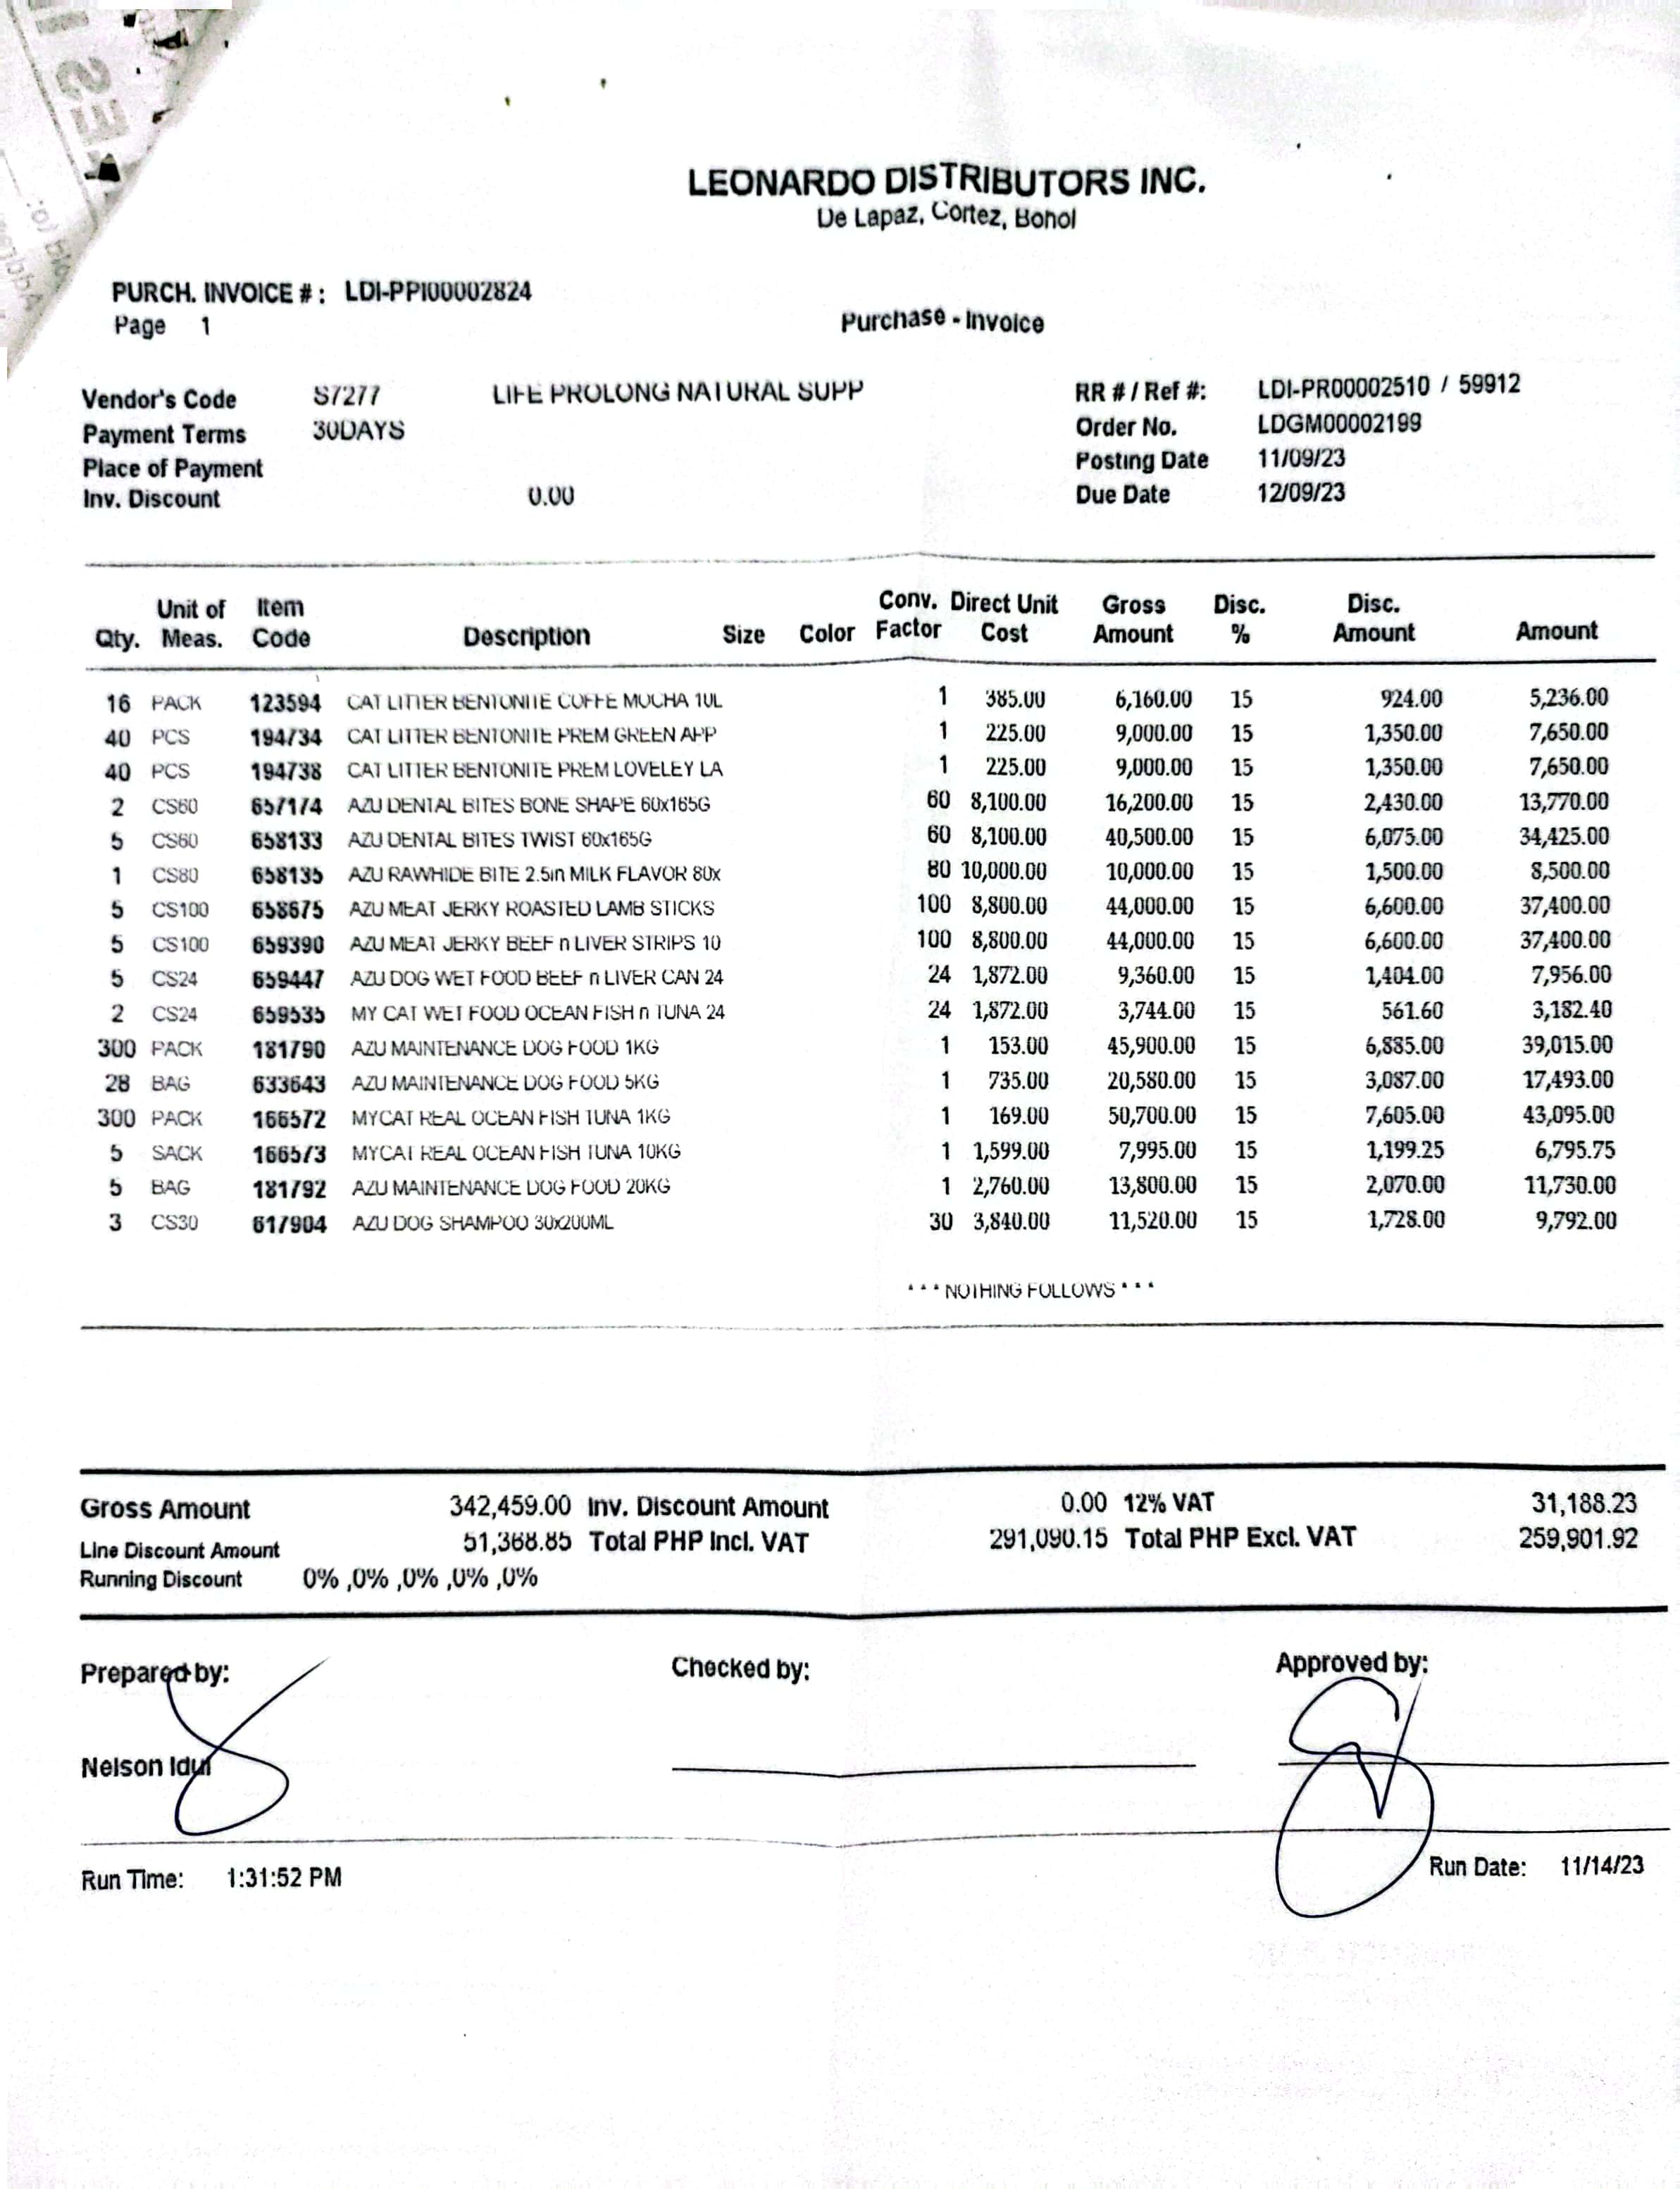 LEONARDO DISTRIBUTORS INC.
De Lapaz, Cortez, Bohol
PURCH. INVOICE # : LDI-PPI00002824
Page 1
Purchase - Invoice
Vendor's Code S7277 LIFE PROLONG NATURAL SUPP RR # / Ref #: LDI-PR00002510 / 59912
Payment Terms 30DAYS Order No. LDGM00002199
Place of Payment Posting Date 11/09/23
Inv. Discount 0.00 Due Date 12/09/23
Qty. Unit of Meas. Item Code Description Size Color Conv. Factor Direct Unit Cost Gross Amount Disc. % Disc. Amount Amount
16 PACK 123594 CAT LITTER BENTONITE COFFE MOCHA 10L 1 385.00 6,160.00 15 924.00 5,236.00
40 PCS 194734 CAT LITTER BENTONITE PREM GREEN APP 1 225.00 9,000.00 15 1,350.00 7,650.00
40 PCS 194738 CAT LITTER BENTONITE PREM LOVELEY LA 1 225.00 9,000.00 15 1,350.00 7,650.00
2 CS60 657174 AZU DENTAL BITES BONE SHAPE 60x165G 60 8,100.00 16,200.00 15 2,430.00 13,770.00
5 CS60 658133 AZU DENTAL BITES TWIST 60x165G 60 8,100.00 40,500.00 15 6,075.00 34,425.00
1 CS80 658135 AZU RAWHIDE BITE 2.5in MILK FLAVOR 80x 80 10,000.00 10,000.00 15 1,500.00 8,500.00
5 CS100 658675 AZU MEAT JERKY ROASTED LAMB STICKS 100 8,800.00 44,000.00 15 6,600.00 37,400.00
5 CS100 659390 AZU MEAT JERKY BEEF n LIVER STRIPS 10 100 8,800.00 44,000.00 15 6,600.00 37,400.00
5 CS24 659447 AZU DOG WET FOOD BEEF n LIVER CAN 24 24 1,872.00 9,360.00 15 1,404.00 7,956.00
2 CS24 659535 MY CAT WET FOOD OCEAN FISH n TUNA 24 24 1,872.00 3,744.00 15 561.60 3,182.40
300 PACK 181790 AZU MAINTENANCE DOG FOOD 1KG 1 153.00 45,900.00 15 6,885.00 39,015.00
28 BAG 633643 AZU MAINTENANCE DOG FOOD 5KG 1 735.00 20,580.00 15 3,087.00 17,493.00
300 PACK 166572 MYCAT REAL OCEAN FISH TUNA 1KG 1 169.00 50,700.00 15 7,605.00 43,095.00
5 SACK 166573 MYCAT REAL OCEAN FISH TUNA 10KG 1 1,599.00 7,995.00 15 1,199.25 6,795.75
5 BAG 181792 AZU MAINTENANCE DOG FOOD 20KG 1 2,760.00 13,800.00 15 2,070.00 11,730.00
3 CS30 617904 AZU DOG SHAMPOO 30x200ML 30 3,840.00 11,520.00 15 1,728.00 9,792.00
* * * NOTHING FOLLOWS * * *
Gross Amount 342,459.00 Inv. Discount Amount 0.00 12% VAT 31,188.23
Line Discount Amount 51,368.85 Total PHP Incl. VAT 291,090.15 Total PHP Excl. VAT 259,901.92
Running Discount 0% ,0% ,0% ,0% ,0%
Prepared by: Checked by: Approved by:
Nelson Idul
Run Time: 1:31:52 PM Run Date: 11/14/23